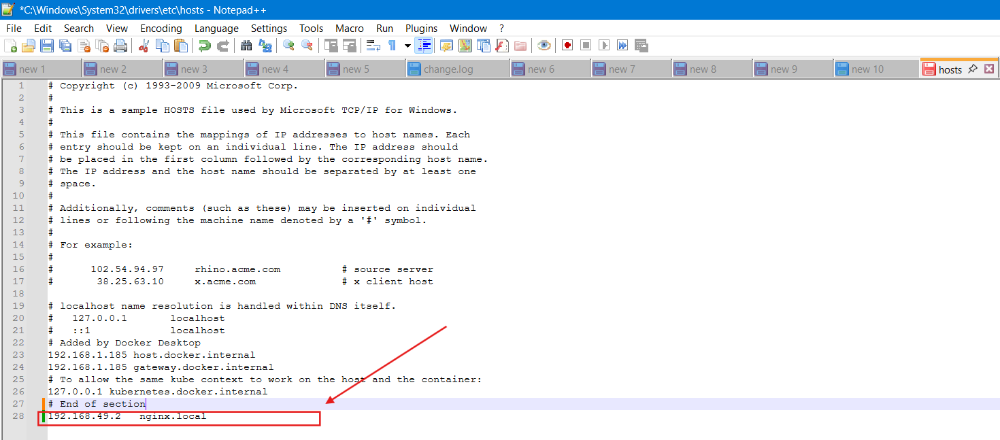 *C:\Windows\System32\drivers\etc\hosts - Notepad++
File Edit Search View Encoding Language Settings Tools Macro Run Plugins Window ?
new 1 new 2 new 3 new 4 new 5 change.log new 6 new 7 new 8 new 9 new 10 hosts
1 # Copyright (c) 1993-2009 Microsoft Corp.
2 #
3 # This is a sample HOSTS file used by Microsoft TCP/IP for Windows.
4 #
5 # This file contains the mappings of IP addresses to host names. Each
6 # entry should be kept on an individual line. The IP address should
7 # be placed in the first column followed by the corresponding host name.
8 # The IP address and the host name should be separated by at least one
9 # space.
10 #
11 # Additionally, comments (such as these) may be inserted on individual
12 # lines or following the machine name denoted by a '#' symbol.
13 #
14 # For example:
15 #
16 #      102.54.94.97     rhino.acme.com          # source server
17 #       38.25.63.10     x.acme.com              # x client host
18
19 # localhost name resolution is handled within DNS itself.
20 #   127.0.0.1       localhost
21 #   ::1             localhost
22 # Added by Docker Desktop
23 192.168.1.185 host.docker.internal
24 192.168.1.185 gateway.docker.internal
25 # To allow the same kube context to work on the host and the container:
26 127.0.0.1 kubernetes.docker.internal
27 # End of section
28 192.168.49.2   nginx.local